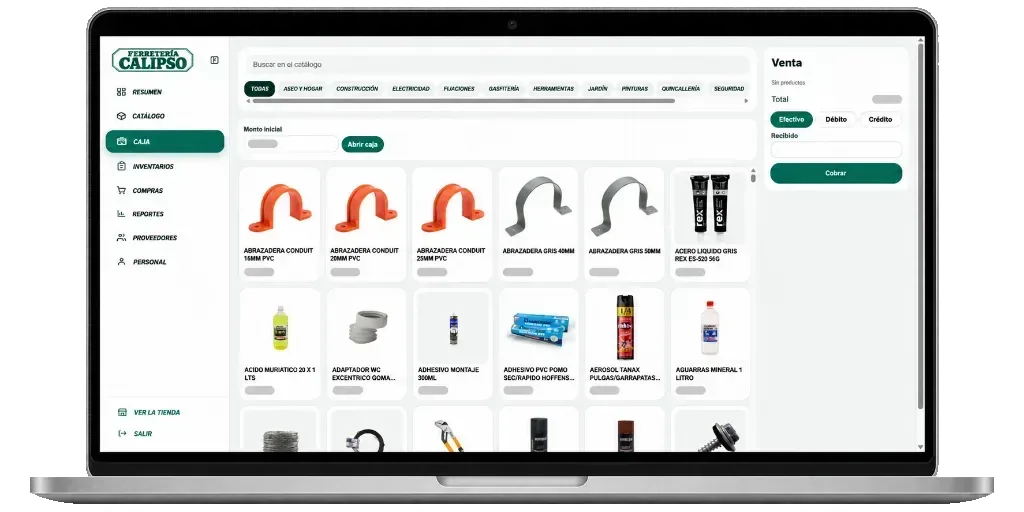 FERRETERÍA
CALIPSO
RESUMEN
CATÁLOGO
CAJA
INVENTARIOS
COMPRAS
REPORTES
PROVEEDORES
PERSONAL
VER LA TIENDA
SALIR
Buscar en el catálogo
TODAS ASEO Y HOGAR CONSTRUCCIÓN ELECTRICIDAD FIJACIONES GASFITERÍA HERRAMIENTAS JARDÍN PINTURAS QUINCALLERÍA SEGURIDAD
Monto inicial
Abrir caja
ABRAZADERA CONDUIT
16MM PVC
ABRAZADERA CONDUIT
20MM PVC
ABRAZADERA CONDUIT
25MM PVC
ABRAZADERA GRIS 40MM
ABRAZADERA GRIS 50MM
rex rex
ACERO LIQUIDO GRIS
REX ES-520 56G
ACIDO MURIATICO 20 X 1
LTS
ADAPTADOR WC
EXCENTRICO GOMA...
ADHESIVO MONTAJE
300ML
ADHESIVO PVC POMO
SEC/RAPIDO HOFFENS...
AEROSOL TANAX
PULGAS/GARRAPATAS...
AGUARRAS MINERAL 1
LITRO
Venta
Sin productos
Total
Efectivo Débito Crédito
Recibido
Cobrar